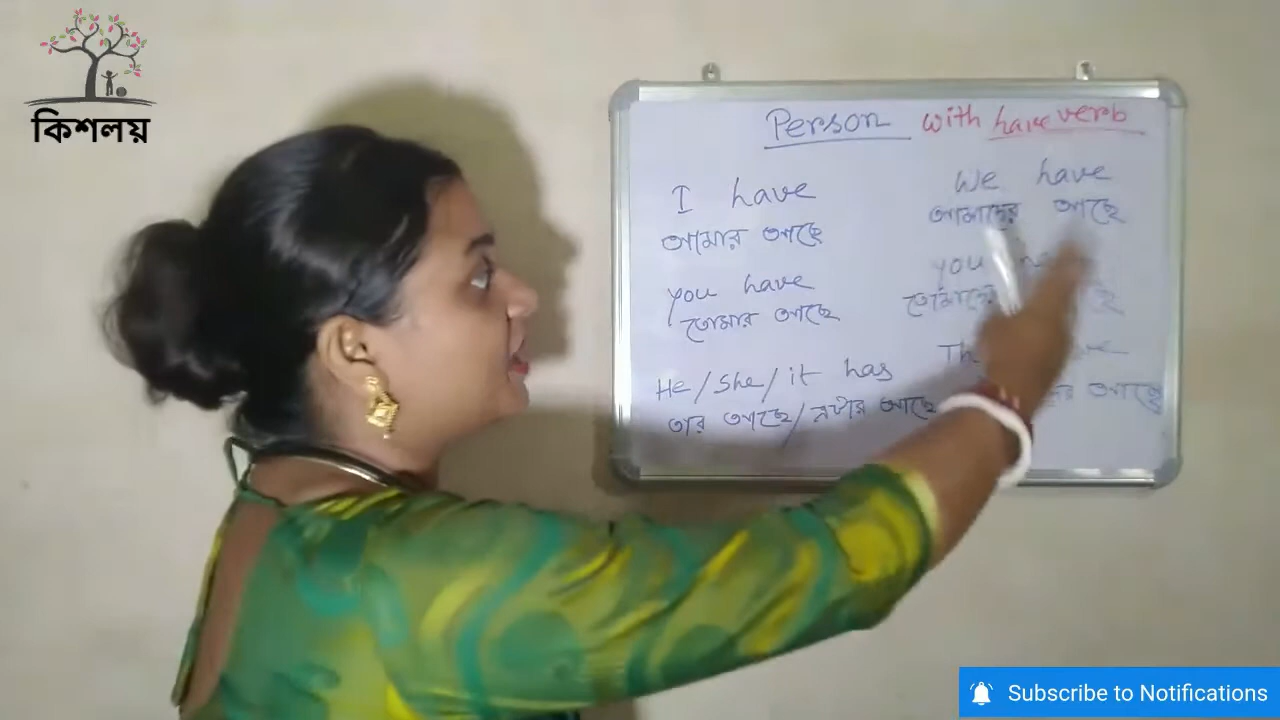 কিশলয়
Person with have verb
I have
আমার আছে
you have
তোমার আছে
He/She/it has
তার আছে/
আছে
We have
আমাদের আছে
you
আছে
Subscribe to Notifications